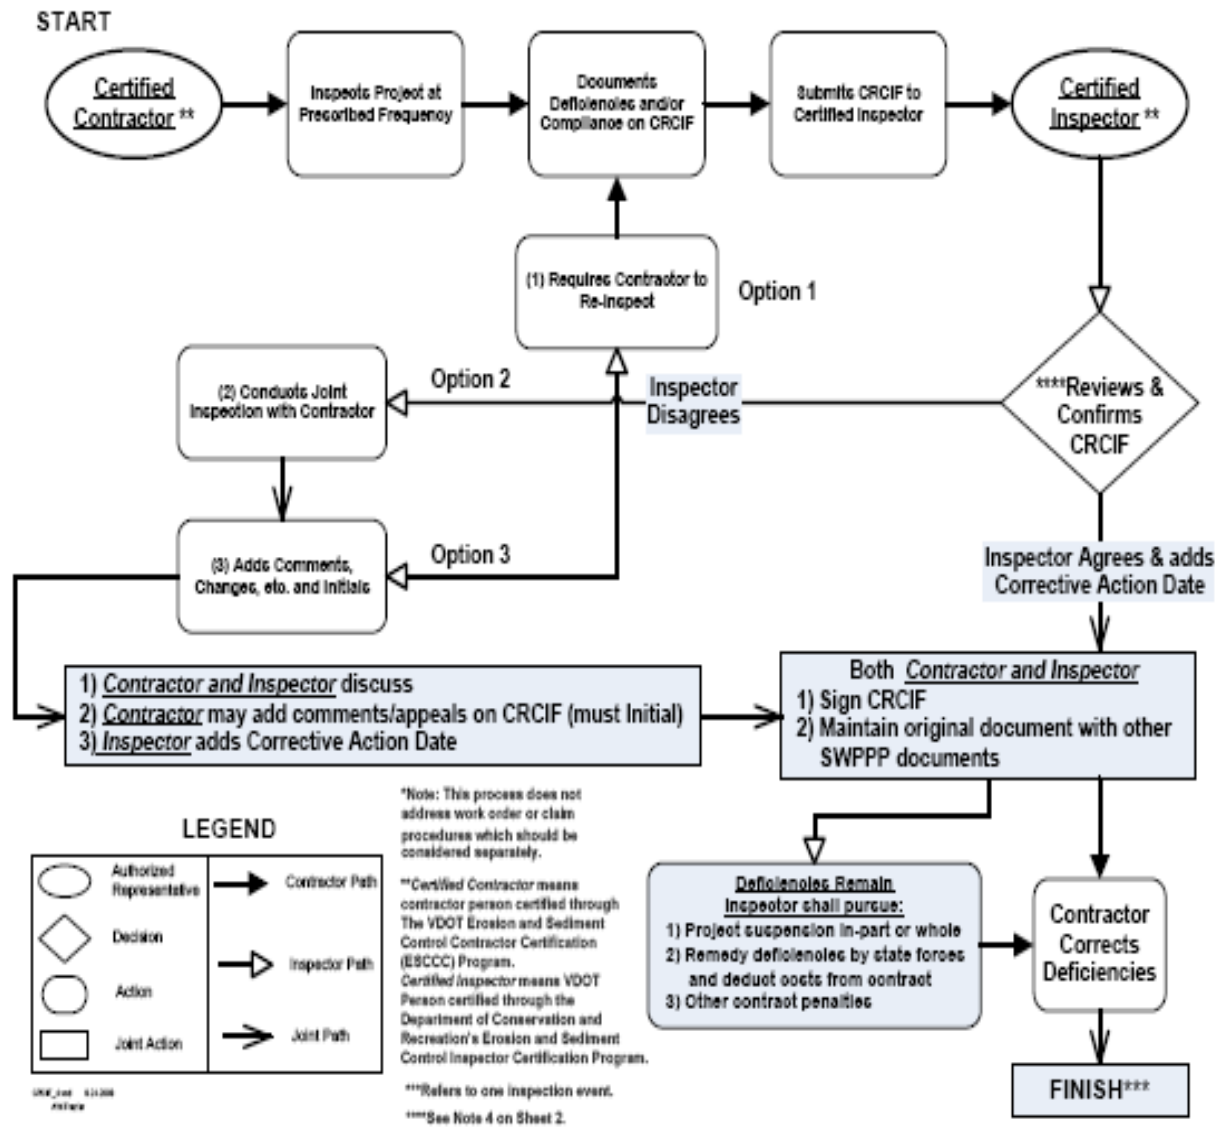 START
Certified
Contractor **
Inspects Project at
Prescribed Frequency
Documents
Deficiencies and/or
Compliance on CRCIF
Submits CRCIF to
Certified Inspector
Certified
Inspector **
(1) Requires Contractor to
Re-Inspect
Option 1
(2) Conducts Joint
Inspection with Contractor
Option 2
Inspector
Disagrees
****Reviews &
Confirms
CRCIF
(3) Adds Comments,
Changes, etc. and Initials
Option 3
Inspector Agrees & adds
Corrective Action Date
1) Contractor and Inspector discuss
2) Contractor may add comments/appeals on CRCIF (must Initial)
3) Inspector adds Corrective Action Date
Both Contractor and Inspector
1) Sign CRCIF
2) Maintain original document with other
SWPPP documents
LEGEND
Authorized
Representative
Contractor Path
Decision
Inspector Path
Action
Joint Action
Joint Path
*Note: This process does not
address work order or claim
procedures which should be
considered separately.
**Certified Contractor means
contractor person certified through
The VDOT Erosion and Sediment
Control Contractor Certification
(ESCCC) Program.
Certified Inspector means VDOT
Person certified through the
Department of Conservation and
Recreation's Erosion and Sediment
Control Inspector Certification Program.
***Refers to one inspection event.
****See Note 4 on Sheet 2.
Deficiencies Remain
Inspector shall pursue:
1) Project suspension in-part or whole
2) Remedy deficiencies by state forces
and deduct costs from contract
3) Other contract penalties
Contractor
Corrects
Deficiencies
FINISH***